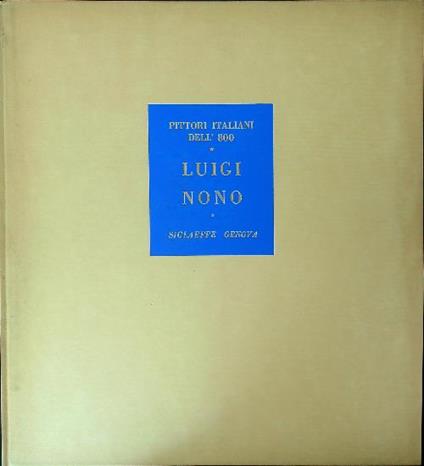 PITTORI ITALIANI
DELL' 800
*
LUIGI
NONO
*
SIGLAEFFE GENOVA